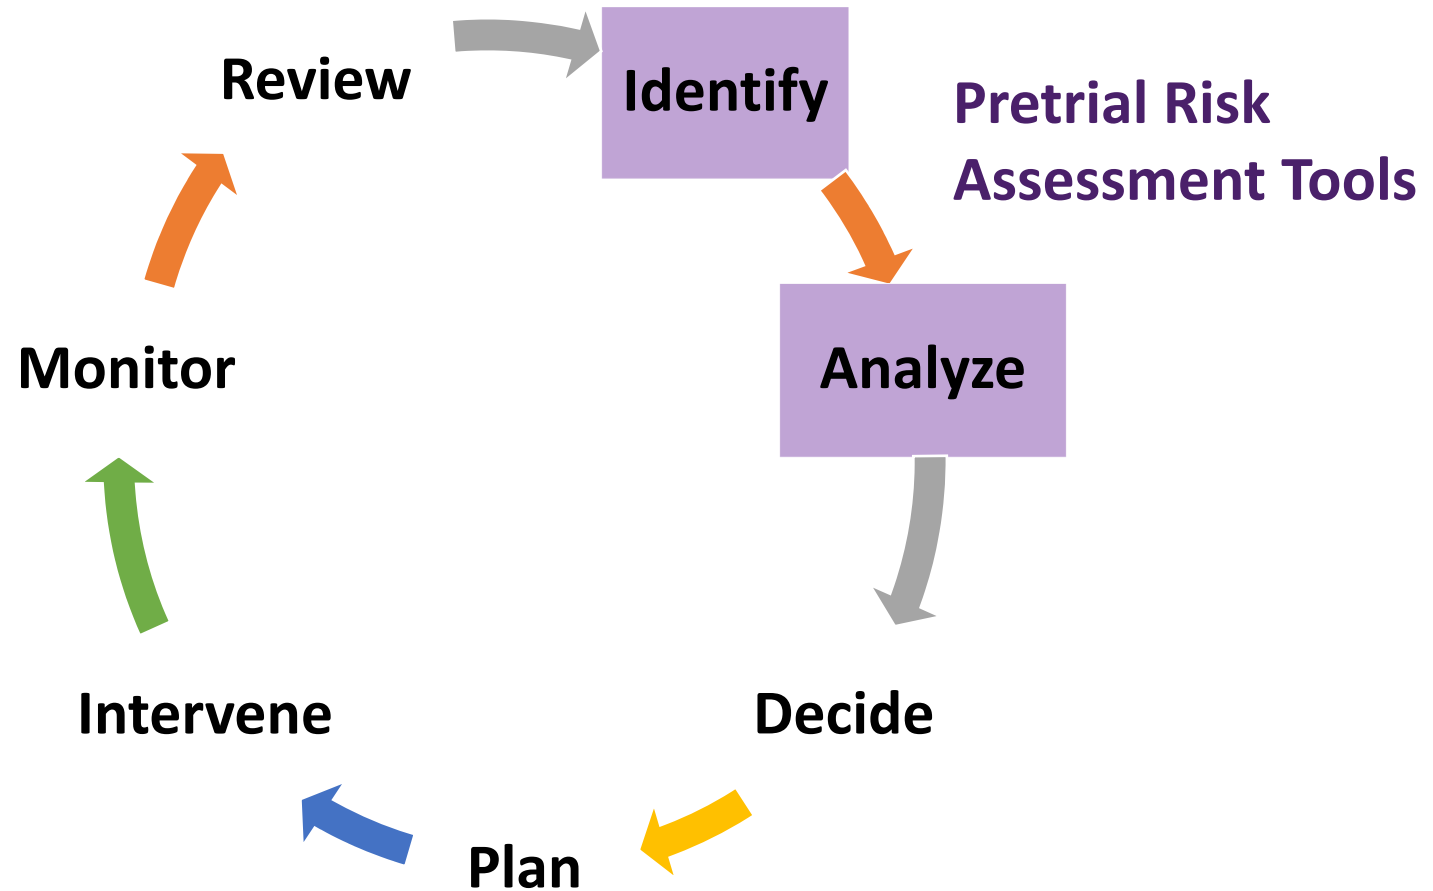 Review
Identify
Pretrial Risk
Assessment Tools
Monitor
Analyze
Intervene
Decide
Plan